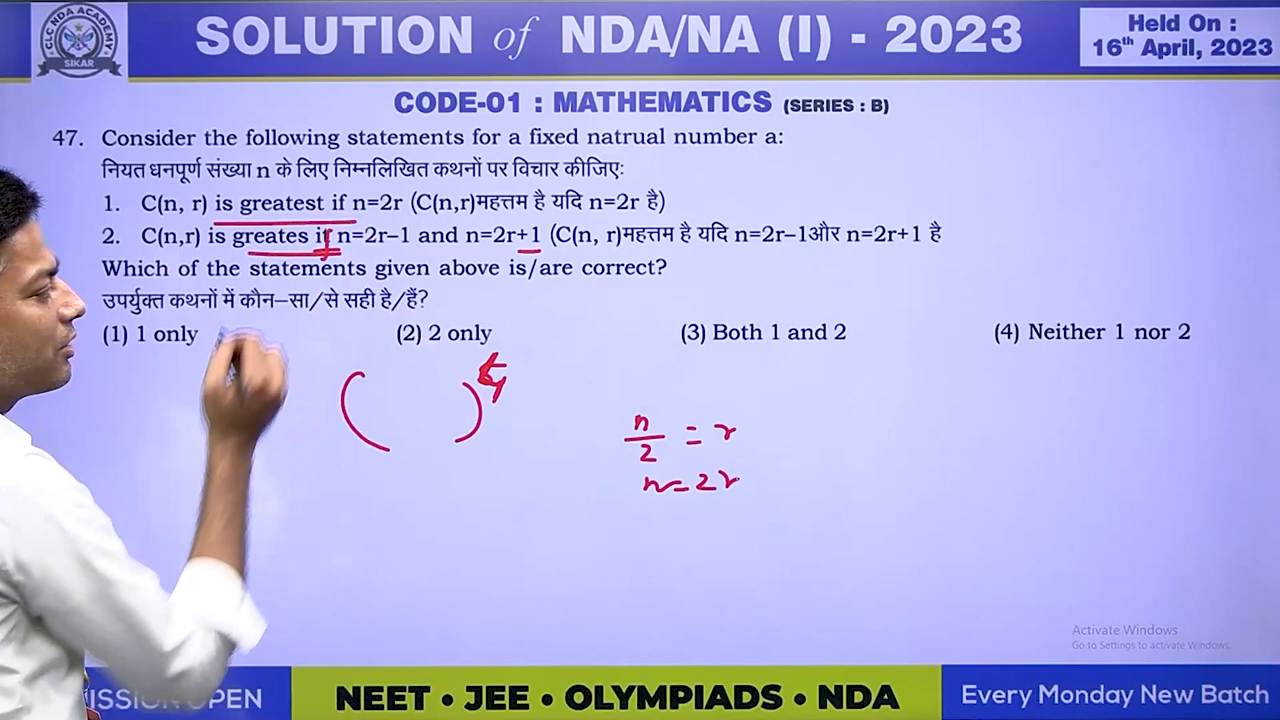 CLC NDA ACADEMY
SIKAR
SOLUTION of NDA/NA (I) - 2023
Held On :
16th April, 2023
CODE-01 : MATHEMATICS (SERIES : B)
47. Consider the following statements for a fixed natrual number a:
नियत धनपूर्ण संख्या n के लिए निम्नलिखित कथनों पर विचार कीजिए:
1. C(n, r) is greatest if n=2r (C(n,r)महत्तम है यदि n=2r है)
2. C(n,r) is greates if n=2r–1 and n=2r+1 (C(n, r)महत्तम है यदि n=2r–1और n=2r+1 है
Which of the statements given above is/are correct?
उपर्युक्त कथनों में कौन–सा/से सही है/हैं?
(1) 1 only (2) 2 only (3) Both 1 and 2 (4) Neither 1 nor 2
( )
n/2 = r
n=2r
Activate Windows
Go to Settings to activate Windows.
OPEN
NEET • JEE • OLYMPIADS • NDA
Every Monday New Batch